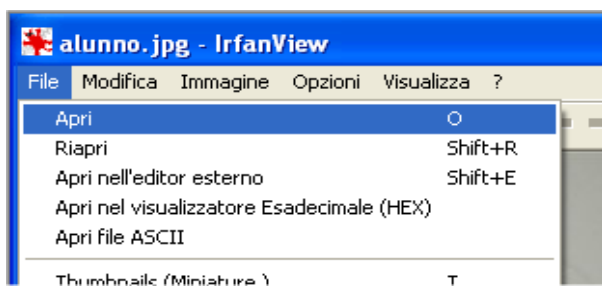 alunno.jpg - IrfanView
File Modifica Immagine Opzioni Visualizza ?
Apri O
Riapri Shift+R
Apri nell'editor esterno Shift+E
Apri nel visualizzatore Esadecimale (HEX)
Apri file ASCII
Thumbnails (Miniature.) T